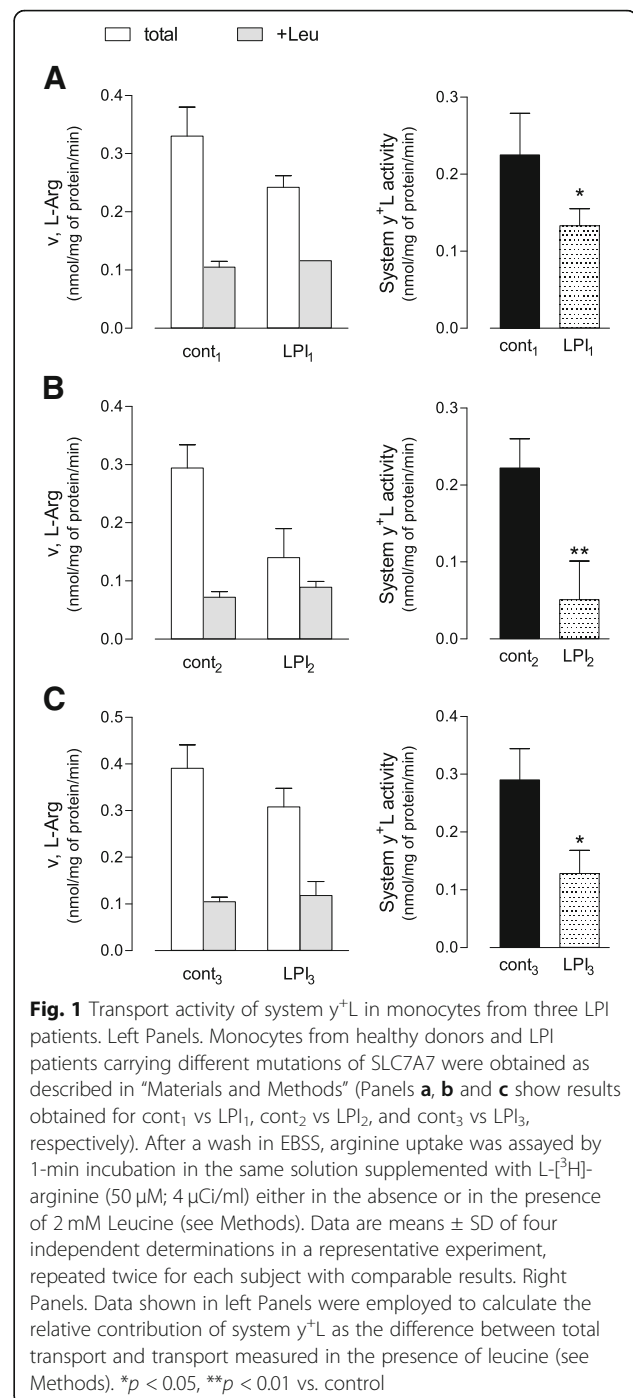 total +Leu
A
v, L-Arg
(nmol/mg of protein/min)
0.4
0.3
0.2
0.1
0.0
cont₁ LPI₁
System y⁺L activity
(nmol/mg of protein/min)
0.3
0.2
0.1
0.0
*
cont₁ LPI₁
B
v, L-Arg
(nmol/mg of protein/min)
0.4
0.3
0.2
0.1
0.0
cont₂ LPI₂
System y⁺L activity
(nmol/mg of protein/min)
0.3
0.2
0.1
0.0
**
cont₂ LPI₂
C
v, L-Arg
(nmol/mg of protein/min)
0.5
0.4
0.3
0.2
0.1
0.0
cont₃ LPI₃
System y⁺L activity
(nmol/mg of protein/min)
0.4
0.3
0.2
0.1
0.0
*
cont₃ LPI₃
Fig. 1 Transport activity of system y⁺L in monocytes from three LPI
patients. Left Panels. Monocytes from healthy donors and LPI
patients carrying different mutations of SLC7A7 were obtained as
described in “Materials and Methods” (Panels a, b and c show results
obtained for cont₁ vs LPI₁, cont₂ vs LPI₂, and cont₃ vs LPI₃,
respectively). After a wash in EBSS, arginine uptake was assayed by
1-min incubation in the same solution supplemented with L-[³H]-
arginine (50 μM; 4 μCi/ml) either in the absence or in the presence
of 2 mM Leucine (see Methods). Data are means ± SD of four
independent determinations in a representative experiment,
repeated twice for each subject with comparable results. Right
Panels. Data shown in left Panels were employed to calculate the
relative contribution of system y⁺L as the difference between total
transport and transport measured in the presence of leucine (see
Methods). *p < 0.05, **p < 0.01 vs. control